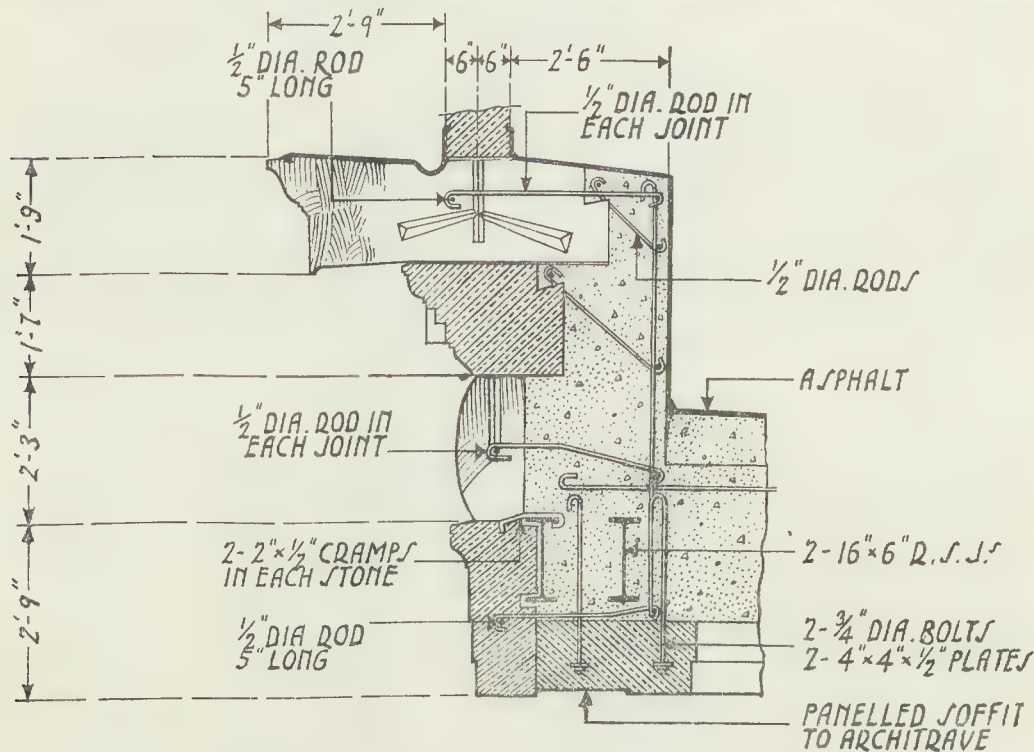 2'-9"
6" 6" 2'-6"
1/2" DIA. ROD
5" LONG
1/2" DIA. ROD IN
EACH JOINT
1'-9"
1/2" DIA. RODS
1'-7"
ASPHALT
1/2" DIA. ROD IN
EACH JOINT
2'-3"
2-2"×1/2" CRAMPS
IN EACH STONE
2-16"×6" R.S.JS.
2'-9"
1/2" DIA ROD
5" LONG
2-3/4" DIA. BOLTS
2-4"×4"×1/2" PLATES
PANELLED SOFFIT
TO ARCHITRAVE